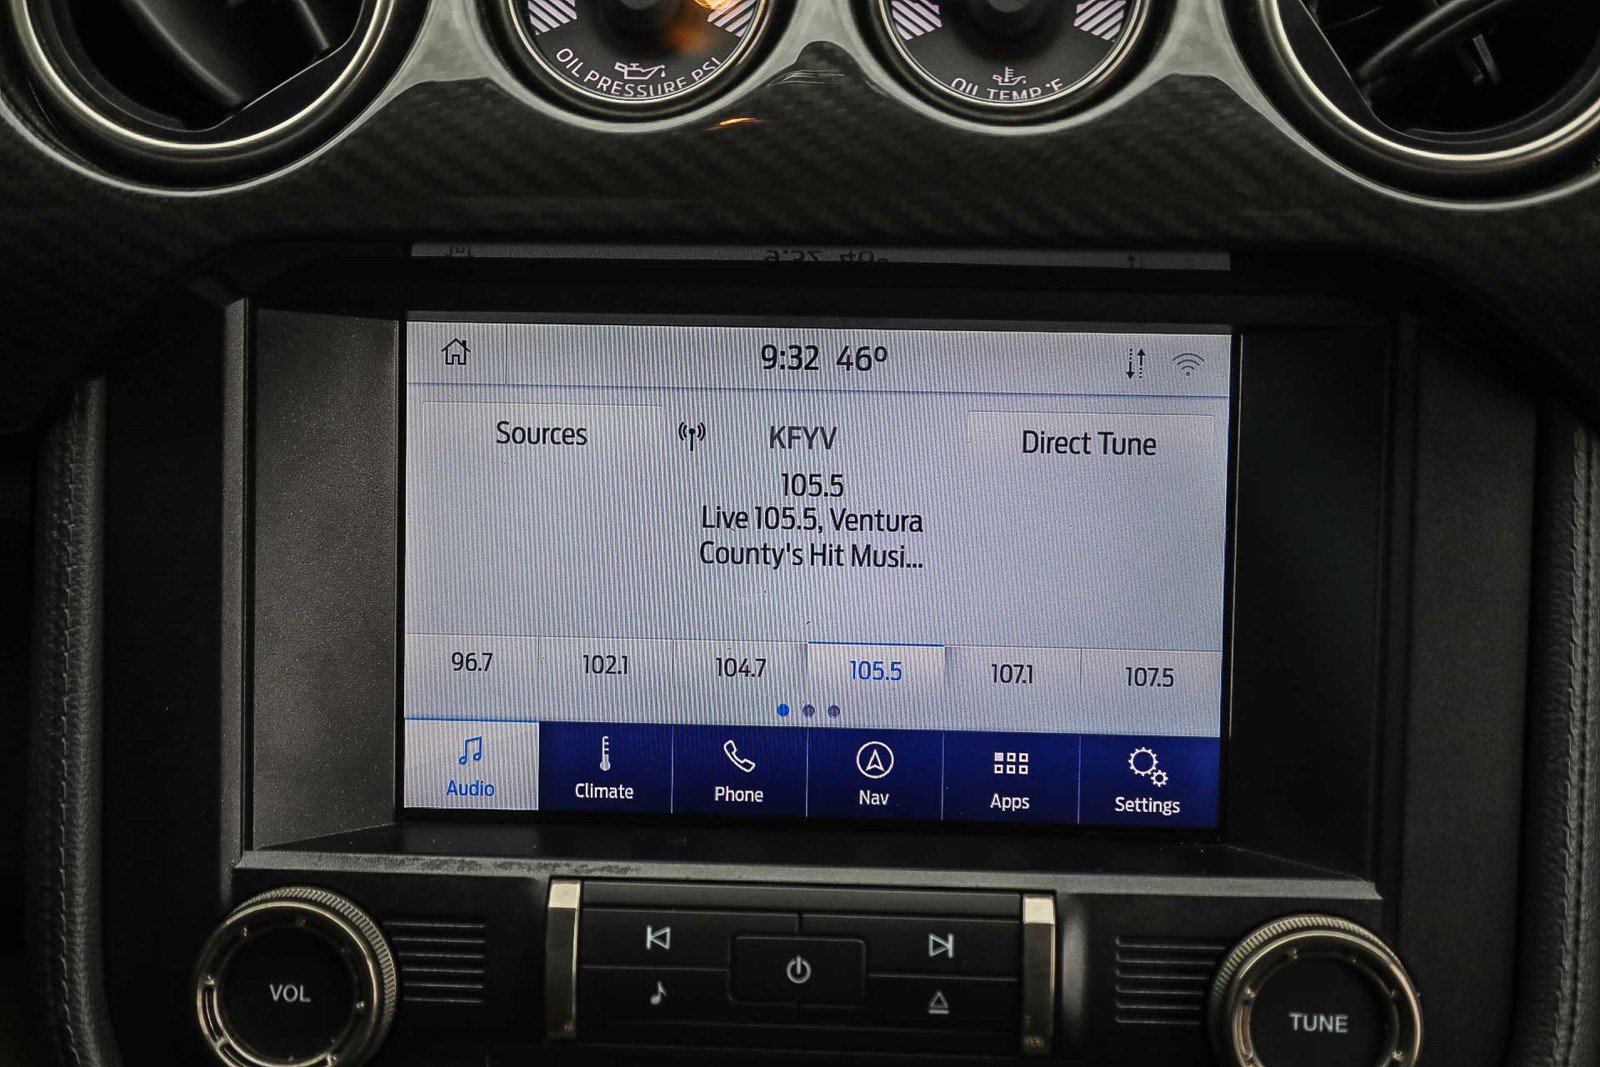 OIL PRESSURE PSI
OIL TEMP °F
9:32 46°
Sources
KFYV
Direct Tune
105.5
Live 105.5, Ventura
County's Hit Musi...
96.7 102.1 104.7 105.5 107.1 107.5
Audio Climate Phone Nav Apps Settings
VOL
TUNE